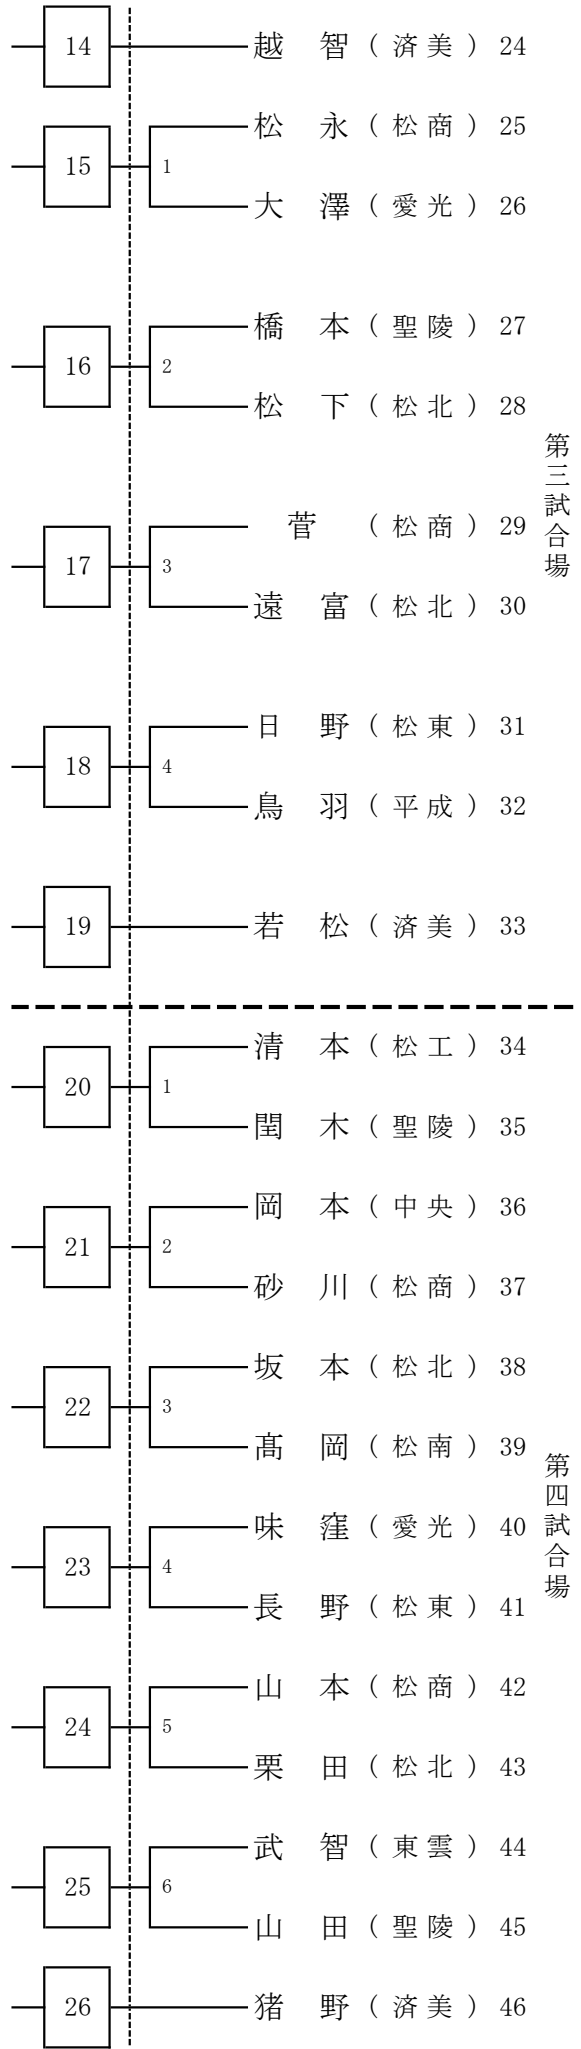 14 越智（済美）24
松永（松商）25
15 1
大澤（愛光）26
橋本（聖陵）27
16 2
松下（松北）28
第三試合場
菅（松商）29
17 3
遠富（松北）30
日野（松東）31
18 4
鳥羽（平成）32
19 若松（済美）33
清本（松工）34
20 1
閏木（聖陵）35
岡本（中央）36
21 2
砂川（松商）37
坂本（松北）38
22 3
髙岡（松南）39
第四試合場
味窪（愛光）40
23 4
長野（松東）41
山本（松商）42
24 5
栗田（松北）43
武智（東雲）44
25 6
山田（聖陵）45
26 猪野（済美）46